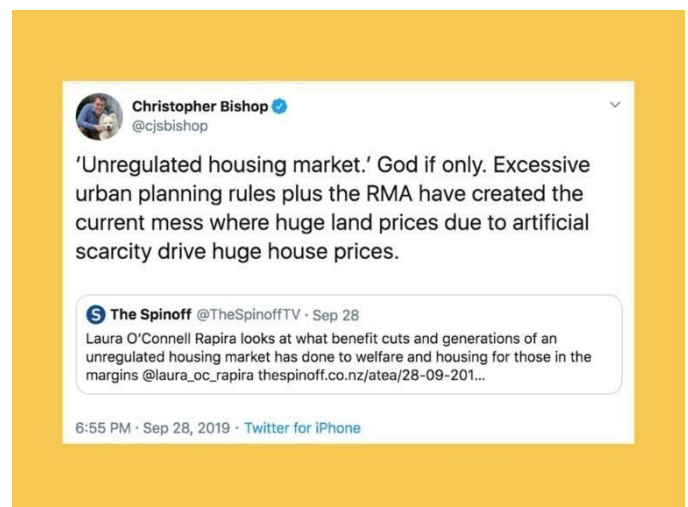 Christopher Bishop
@cjsbishop
'Unregulated housing market.' God if only. Excessive
urban planning rules plus the RMA have created the
current mess where huge land prices due to artificial
scarcity drive huge house prices.
S The Spinoff @TheSpinoffTV · Sep 28
Laura O'Connell Rapira looks at what benefit cuts and generations of an
unregulated housing market has done to welfare and housing for those in the
margins @laura_oc_rapira thespinoff.co.nz/atea/28-09-201...
6:55 PM · Sep 28, 2019 · Twitter for iPhone